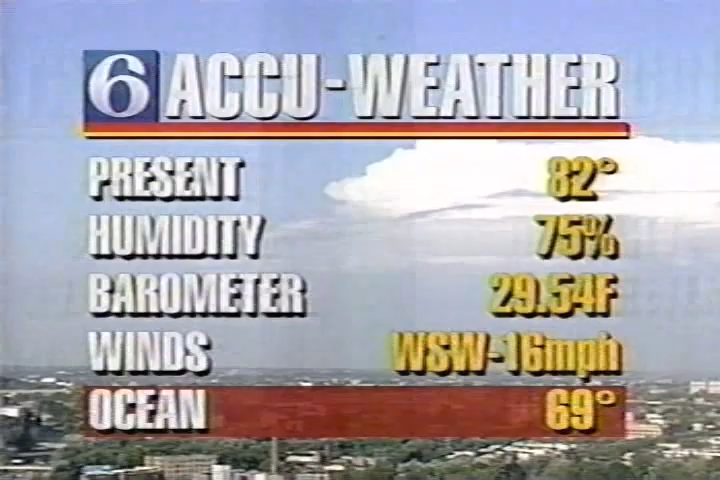 6 ACCU-WEATHER
PRESENT 82°
HUMIDITY 75%
BAROMETER 29.54F
WINDS WSW-16mph
OCEAN 69°